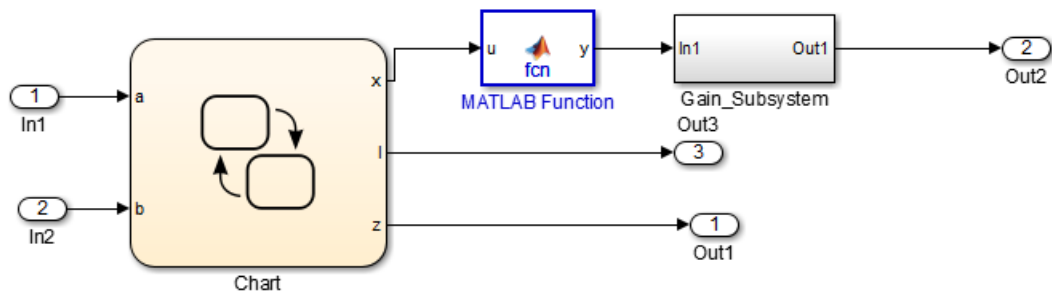 u fcn y
In1 Out1
2
Out2
x
MATLAB Function
Gain_Subsystem
1
In1
a
Out3
l
3
2
In2
b
z
1
Out1
Chart